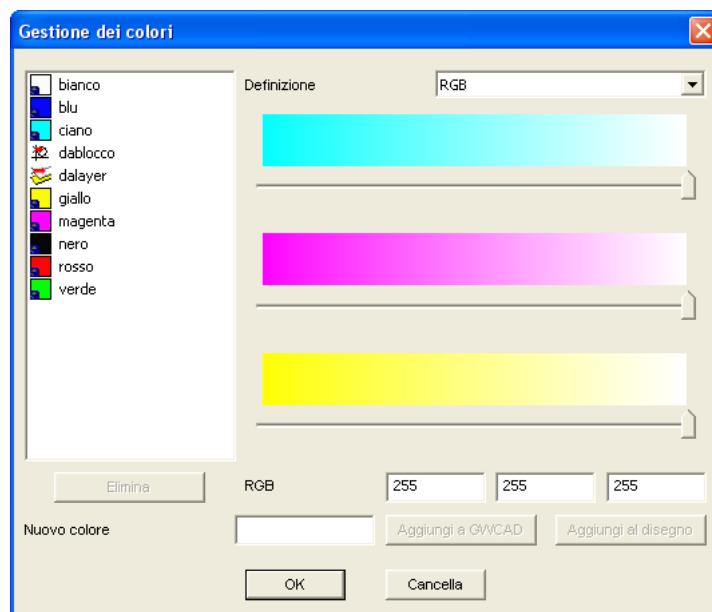 Gestione dei colori
bianco
blu
ciano
dablocco
dalayer
giallo
magenta
nero
rosso
verde
Definizione RGB
Elimina RGB 255 255 255
Nuovo colore Aggiungi a GWCAD Aggiungi al disegno
OK Cancella